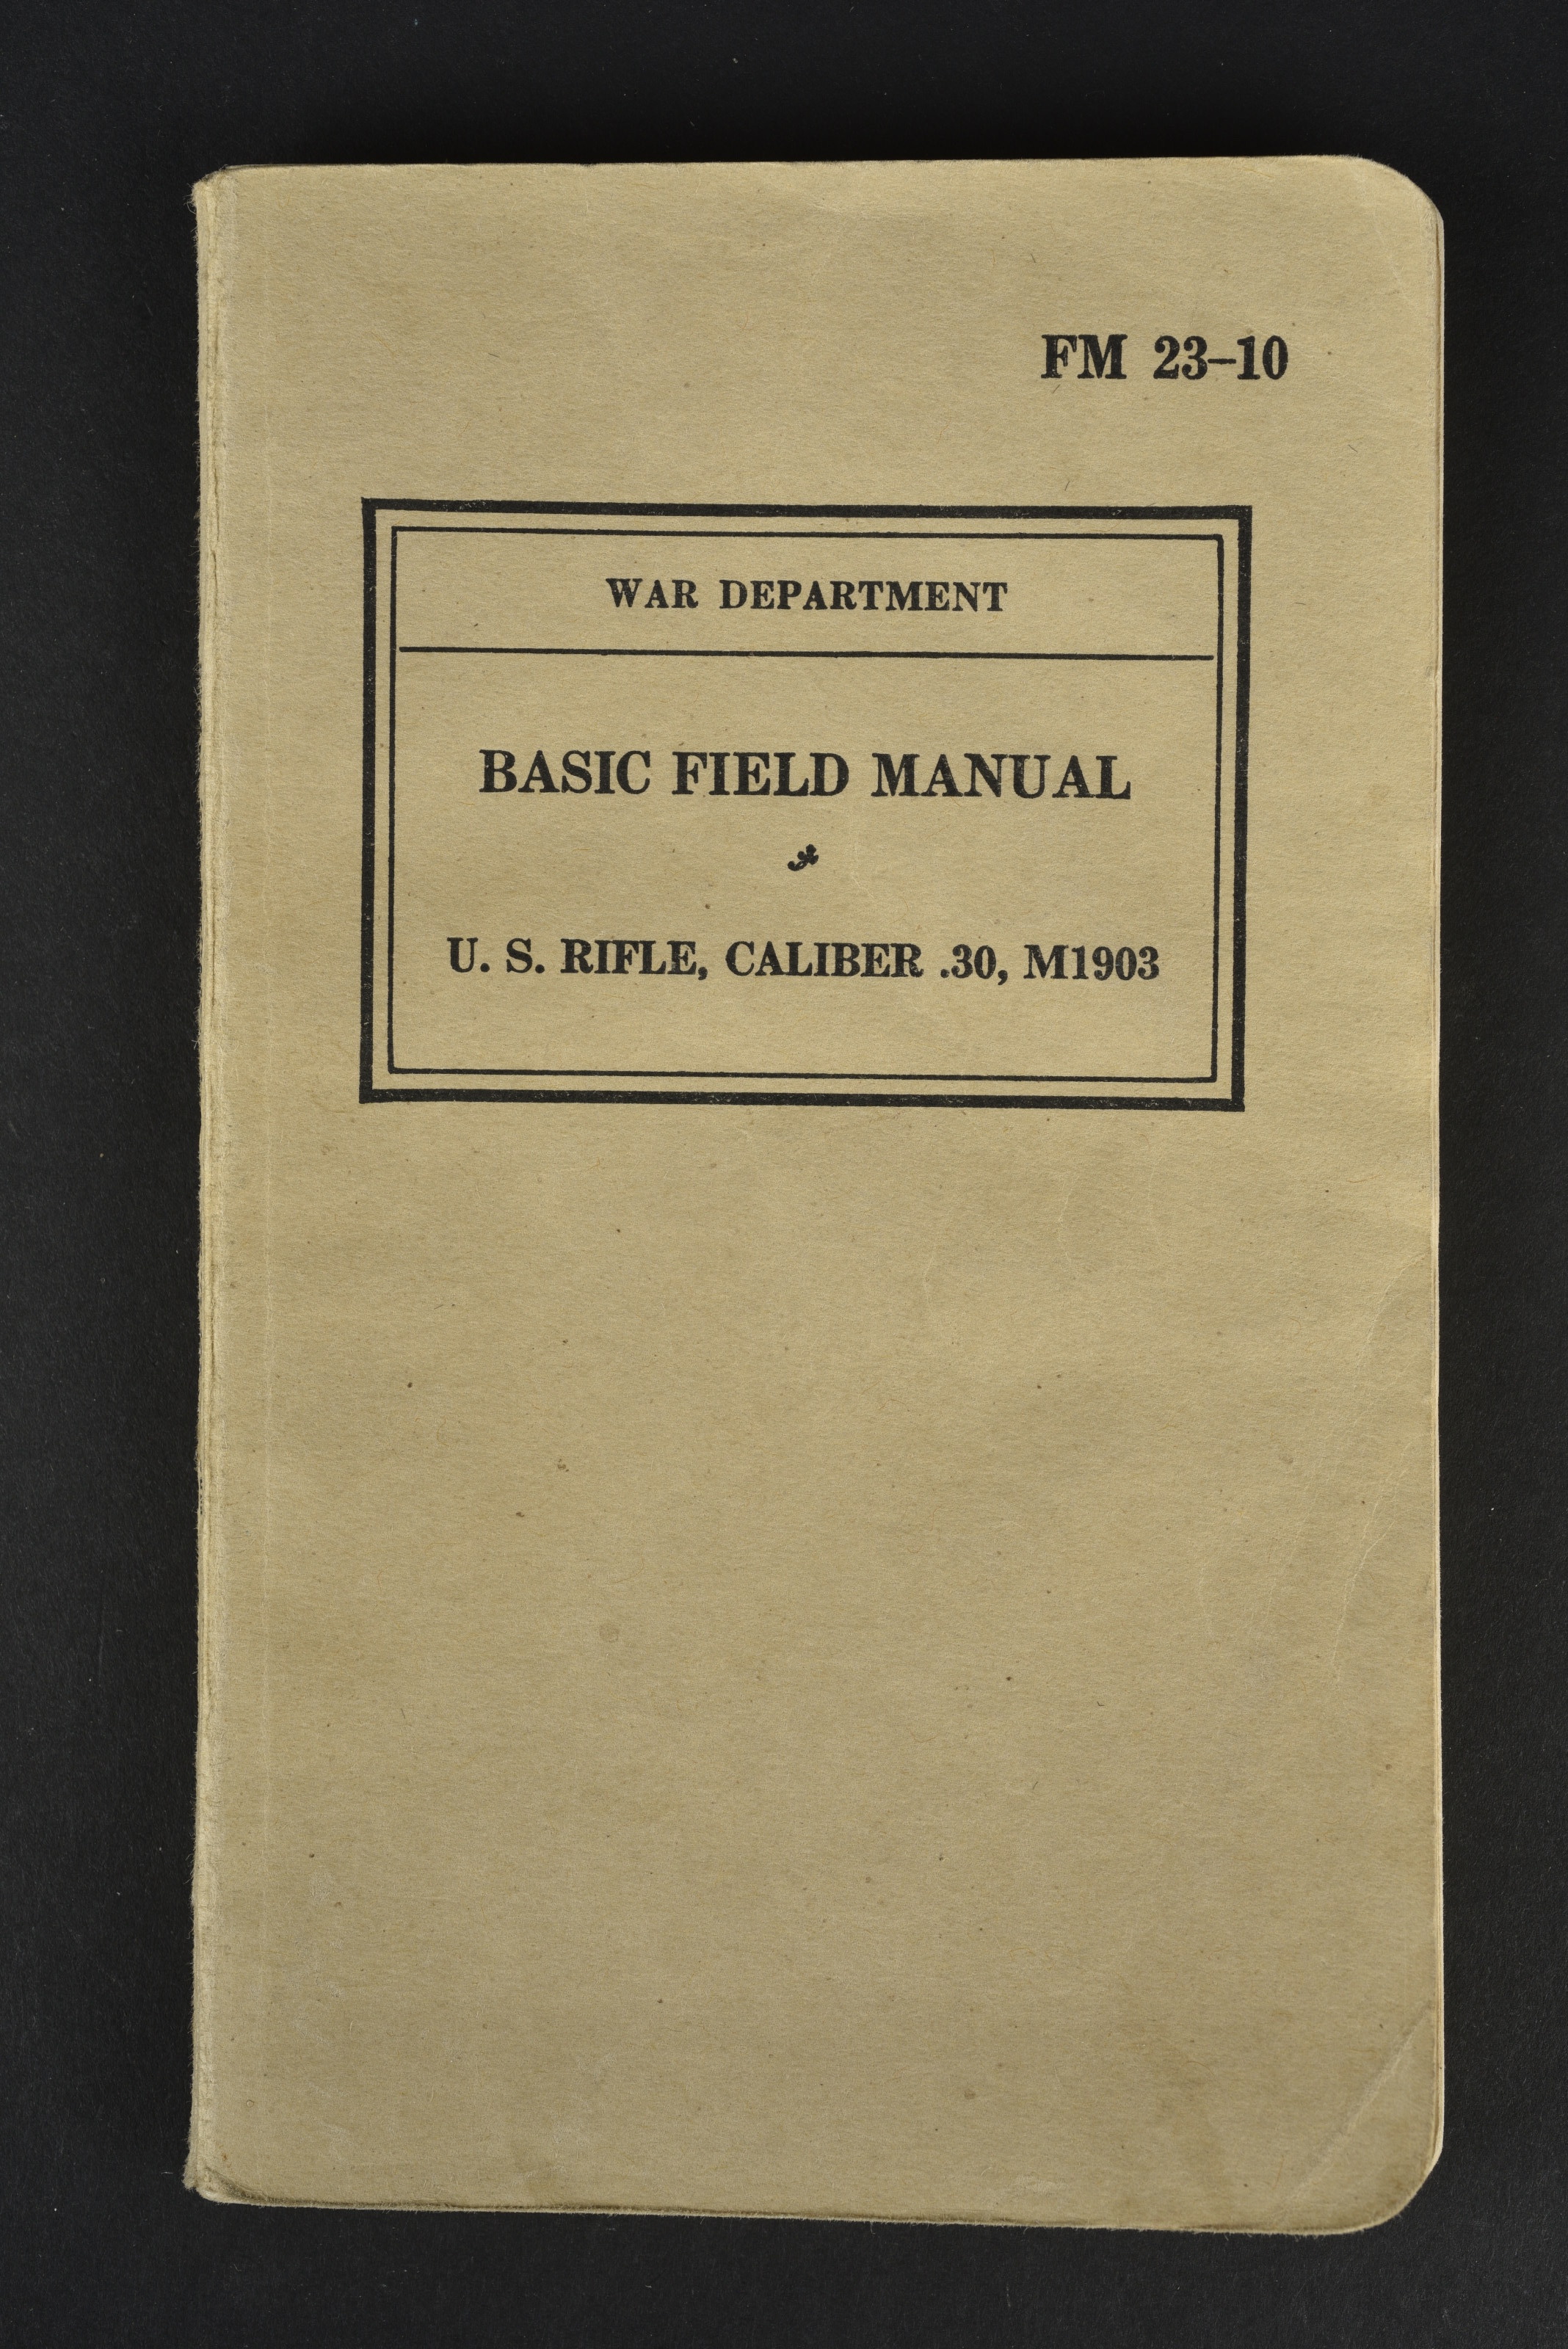 FM 23–10
WAR DEPARTMENT
BASIC FIELD MANUAL
U. S. RIFLE, CALIBER .30, M1903